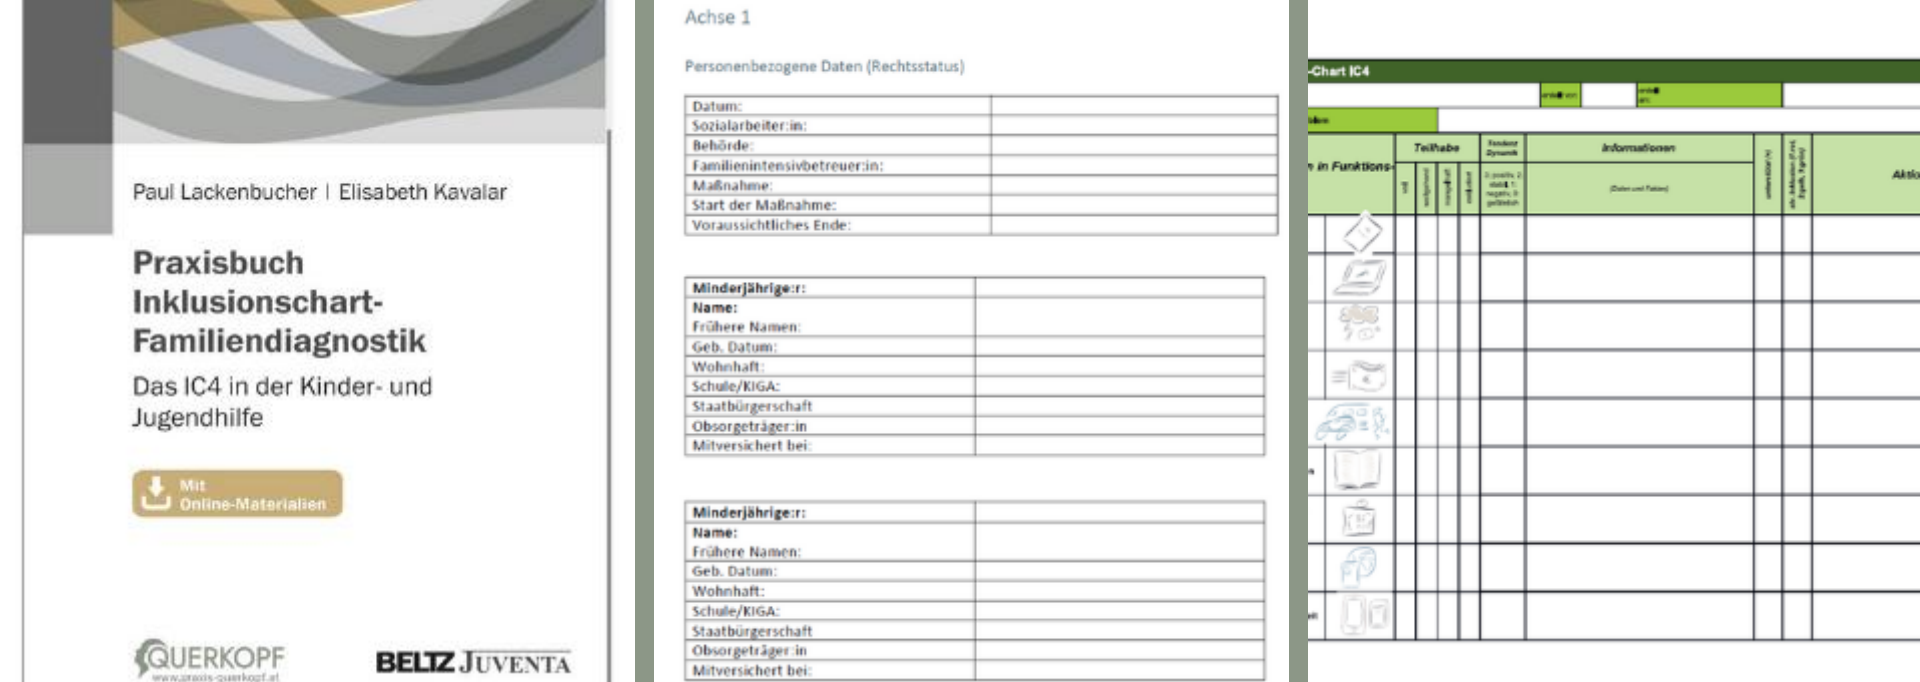 Paul Lackenbucher | Elisabeth Kavalar
Praxisbuch
Inklusionschart-
Familiendiagnostik
Das IC4 in der Kinder- und
Jugendhilfe
Mit
Online-Materialien
QUERKOPF
www.praxis-querkopf.at
BELTZ JUVENTA
Achse 1
Personenbezogene Daten (Rechtsstatus)
Datum:
Sozialarbeiter:in:
Behörde:
Familienintensivbetreuer:in:
Maßnahme:
Start der Maßnahme:
Voraussichtliches Ende:
Minderjährige:r:
Name:
Frühere Namen:
Geb. Datum:
Wohnhaft:
Schule/KIGA:
Staatbürgerschaft
Obsorgeträger:in
Mitversichert bei:
Minderjährige:r:
Name:
Frühere Namen:
Geb. Datum:
Wohnhaft:
Schule/KIGA:
Staatbürgerschaft
Obsorgeträger:in
Mitversichert bei:
-Chart IC4
in Funktions-
Teilhabe
Tendenz
Dynamik
Informationen
(Daten und Fakten)